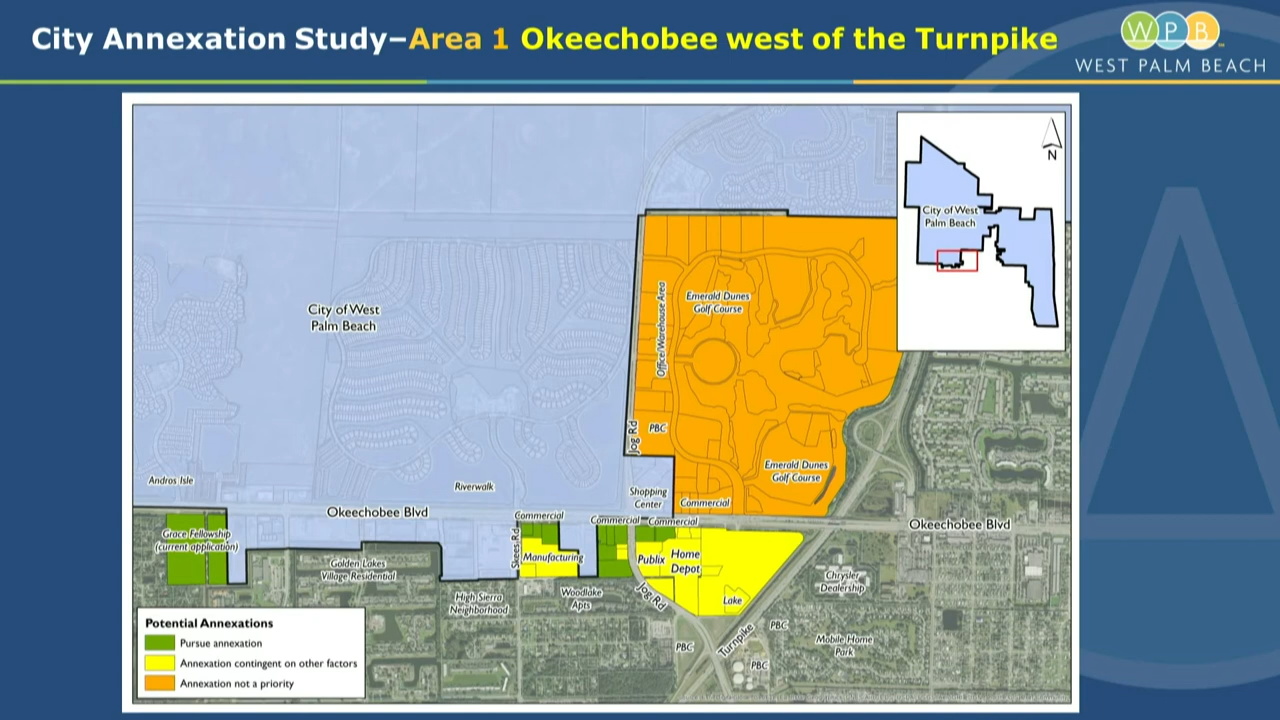 City Annexation Study–Area 1 Okeechobee west of the Turnpike
WPB
WEST PALM BEACH
N
City of West
Palm Beach
City of West
Palm Beach
Office/Warehouse Area
Emerald Dunes
Golf Course
Jog Rd
PBC
Emerald Dunes
Golf Course
Andros Isle
Riverwalk
Shopping
Center
Commercial
Okeechobee Blvd
Commercial
Commercial
Commercial
Okeechobee Blvd
Grace Fellowship
(current application)
Skees Rd
Manufacturing
Publix
Home
Depot
Golden Lakes
Village Residential
High Sierra
Neighborhood
Woodlake
Apts
Jog Rd
Lake
Chrysler
Dealership
Turnpike
PBC
PBC
PBC
Mobile Home
Park
Potential Annexations
Pursue annexation
Annexation contingent on other factors
Annexation not a priority